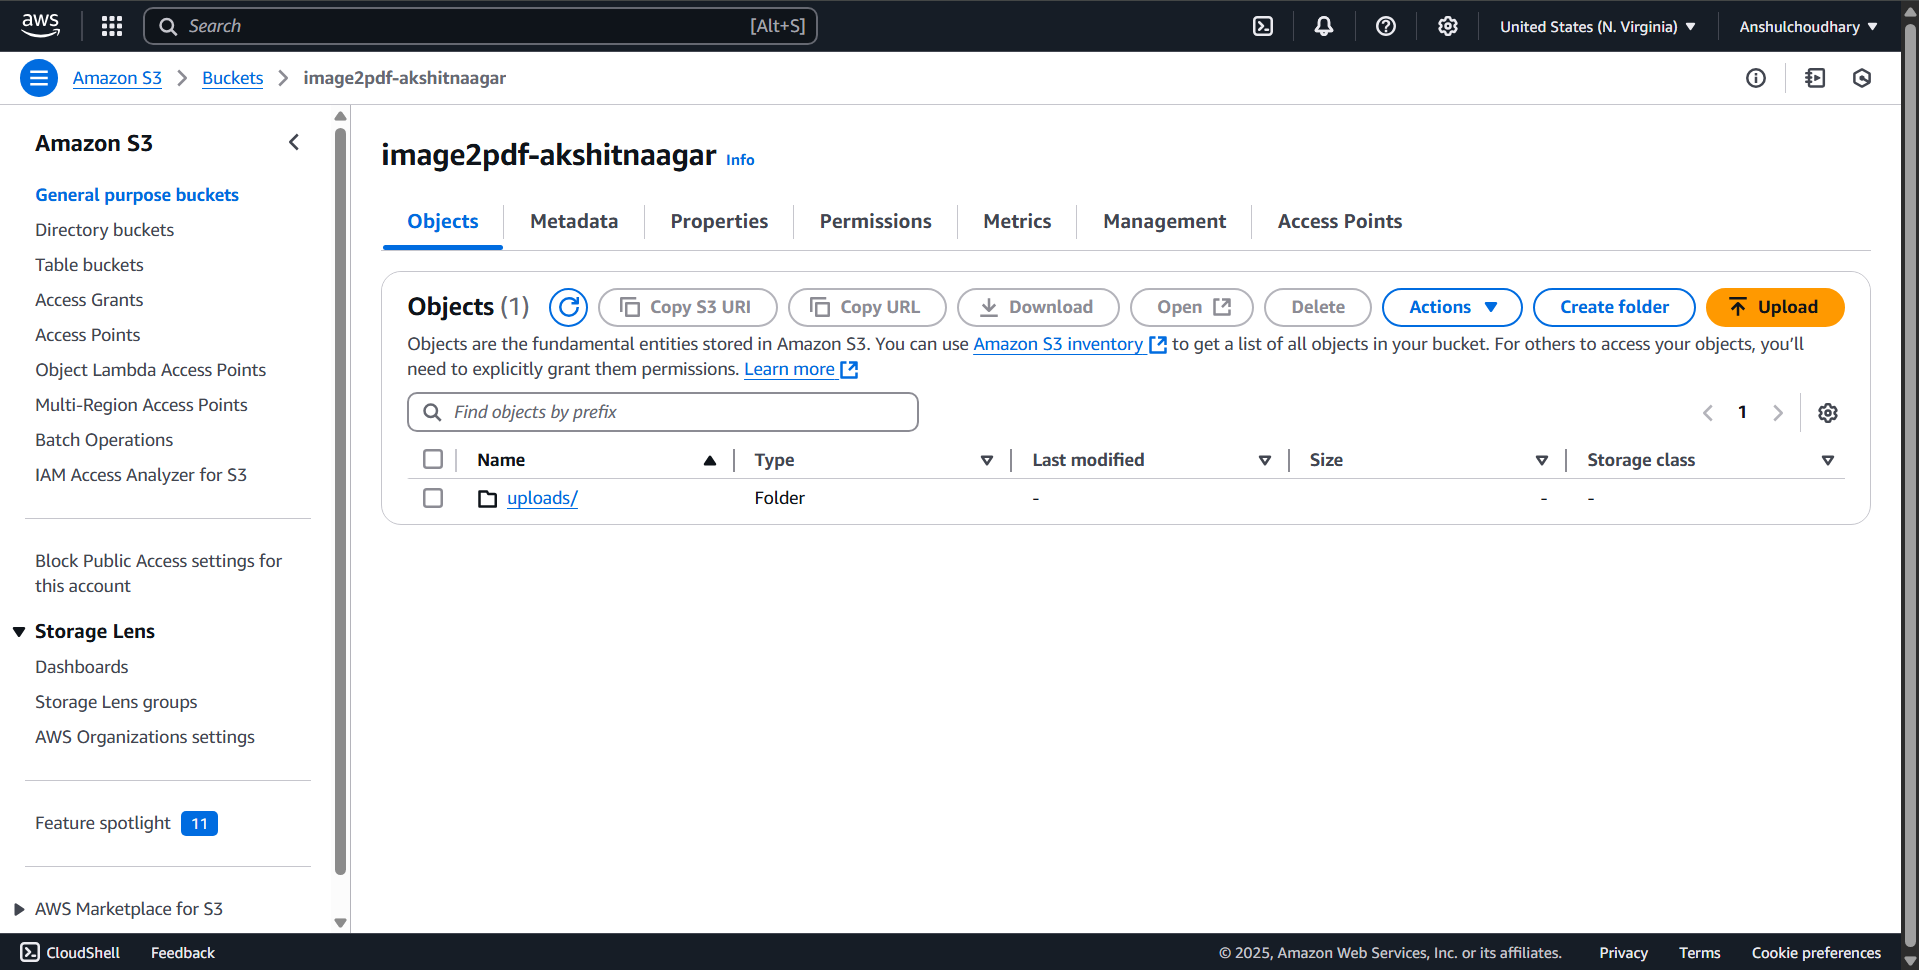 aws
Search [Alt+S]
United States (N. Virginia)
Anshulchoudhary
Amazon S3
Buckets
image2pdf-akshitnaagar
Amazon S3
General purpose buckets
Directory buckets
Table buckets
Access Grants
Access Points
Object Lambda Access Points
Multi-Region Access Points
Batch Operations
IAM Access Analyzer for S3
Block Public Access settings for
this account
Storage Lens
Dashboards
Storage Lens groups
AWS Organizations settings
Feature spotlight 11
AWS Marketplace for S3
image2pdf-akshitnaagar Info
Objects
Metadata
Properties
Permissions
Metrics
Management
Access Points
Objects (1)
Copy S3 URI
Copy URL
Download
Open
Delete
Actions
Create folder
Upload
Objects are the fundamental entities stored in Amazon S3. You can use Amazon S3 inventory to get a list of all objects in your bucket. For others to access your objects, you’ll
need to explicitly grant them permissions. Learn more
Find objects by prefix
1
Name Type Last modified Size Storage class
uploads/ Folder - - -
CloudShell
Feedback
© 2025, Amazon Web Services, Inc. or its affiliates.
Privacy
Terms
Cookie preferences